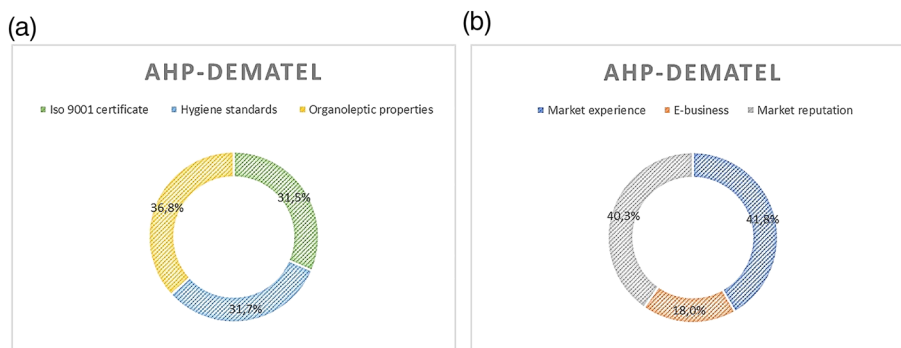 (a)
AHP-DEMATEL
Iso 9001 certificate Hygiene standards Organoleptic properties
31,5%
36,8%
31,7%
(b)
AHP-DEMATEL
Market experience E-business Market reputation
40,3%
41,8%
18,0%